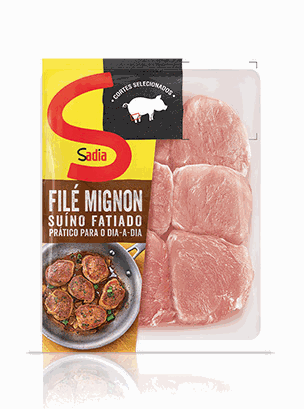 • CORTES SELECIONADOS •
S
Sadia
FILÉ MIGNON
SUÍNO FATIADO
PRÁTICO PARA O DIA-A-DIA